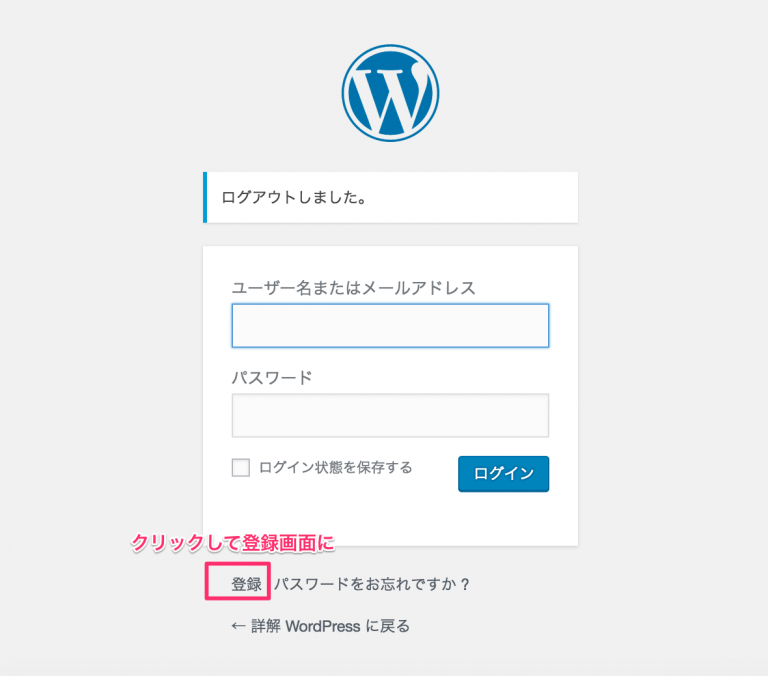 ログアウトしました。
ユーザー名またはメールアドレス
パスワード
ログイン状態を保存する
ログイン
クリックして登録画面に
登録 パスワードをお忘れですか ?
← 詳解 WordPress に戻る